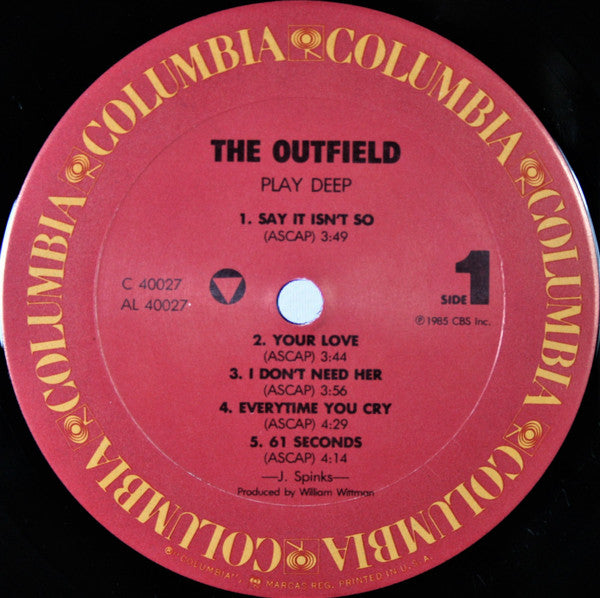 COLUMBIA COLUMBIA COLUMBIA COLUMBIA COLUMBIA COLUMBIA COLUMBIA
THE OUTFIELD
PLAY DEEP
1. SAY IT ISN'T SO
(ASCAP) 3:49
C 40027
AL 40027
SIDE 1
℗1985 CBS Inc.
2. YOUR LOVE
(ASCAP) 3:44
3. I DON'T NEED HER
(ASCAP) 3:56
4. EVERYTIME YOU CRY
(ASCAP) 4:29
5. 61 SECONDS
(ASCAP) 4:14
—J. Spinks—
Produced by William Wittman
"COLUMBIA", MARCAS REG. PRINTED IN U.S.A.